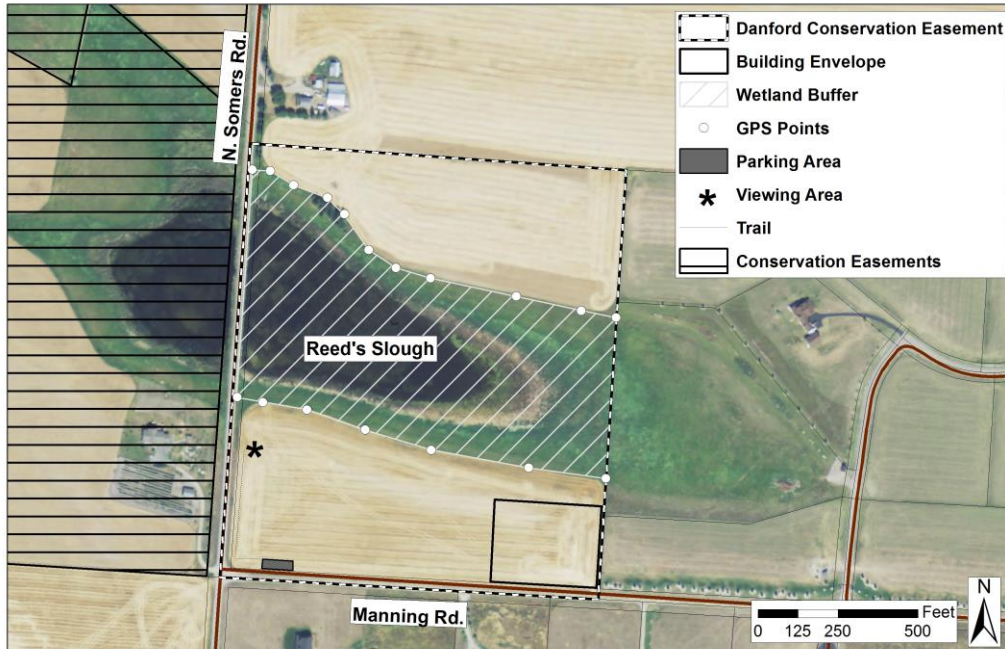 Danford Conservation Easement
Building Envelope
Wetland Buffer
GPS Points
Parking Area
Viewing Area
Trail
Conservation Easements
N. Somers Rd.
Reed's Slough
Manning Rd.
N
Feet
0 125 250 500